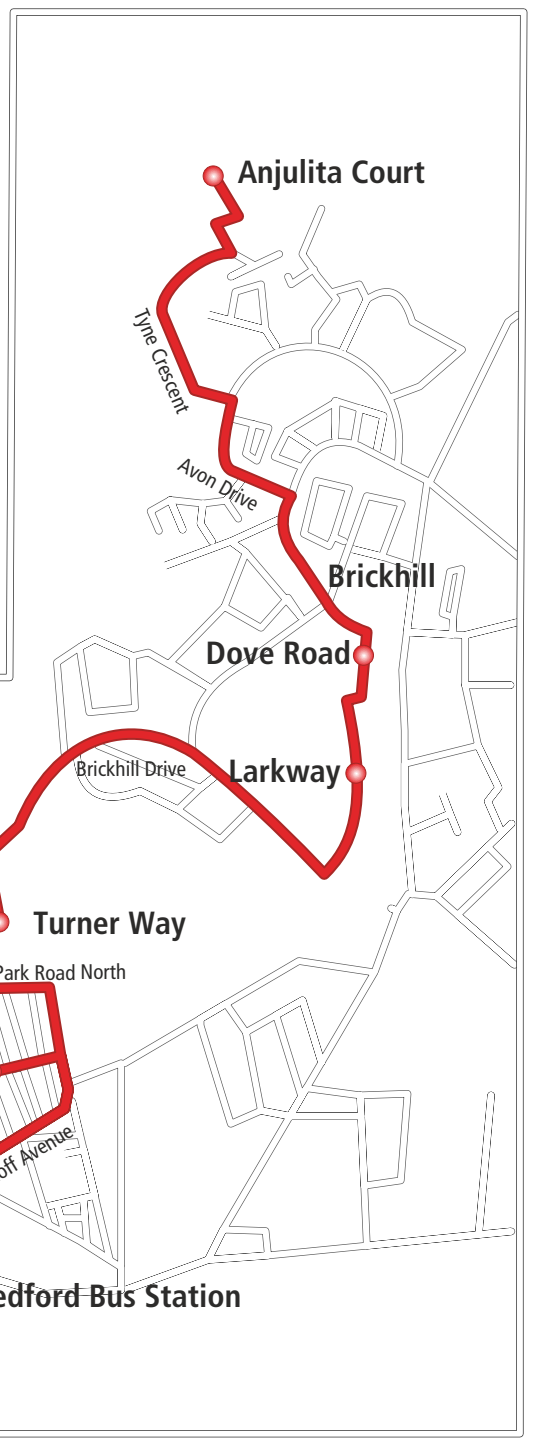 Anjulita Court
Tyne Crescent
Avon Drive
Brickhill
Dove Road
Brickhill Drive
Larkway
Turner Way
Park Road North
off Avenue
edford Bus Station